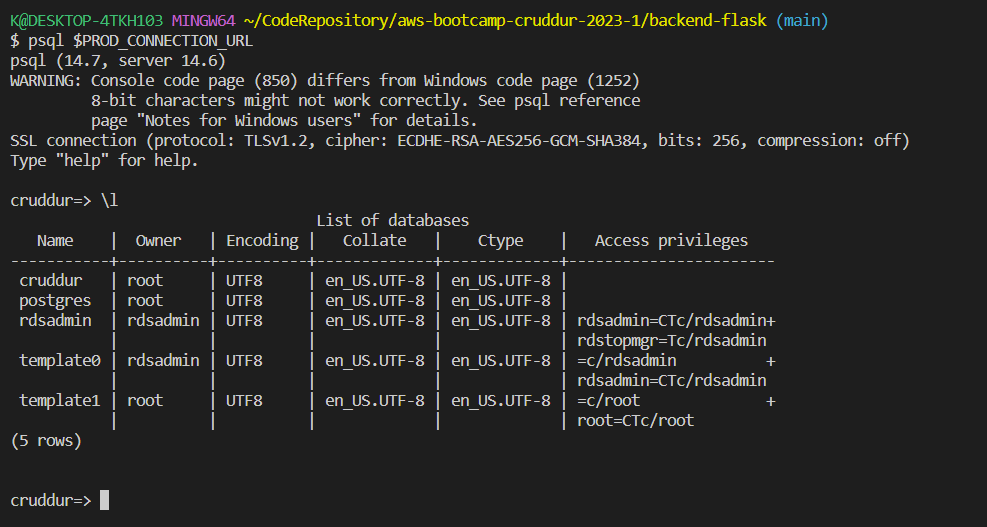 K@DESKTOP-4TKH103 MINGW64 ~/CodeRepository/aws-bootcamp-cruddur-2023-1/backend-flask (main)
$ psql $PROD_CONNECTION_URL
psql (14.7, server 14.6)
WARNING: Console code page (850) differs from Windows code page (1252)
         8-bit characters might not work correctly. See psql reference
         page "Notes for Windows users" for details.
SSL connection (protocol: TLSv1.2, cipher: ECDHE-RSA-AES256-GCM-SHA384, bits: 256, compression: off)
Type "help" for help.

cruddur=> \l
                                  List of databases
   Name    |  Owner   | Encoding |   Collate   |    Ctype    |   Access privileges
-----------+----------+----------+-------------+-------------+-----------------------
 cruddur   | root     | UTF8     | en_US.UTF-8 | en_US.UTF-8 |
 postgres  | root     | UTF8     | en_US.UTF-8 | en_US.UTF-8 |
 rdsadmin  | rdsadmin | UTF8     | en_US.UTF-8 | en_US.UTF-8 | rdsadmin=CTc/rdsadmin+
           |          |          |             |             | rdstopmgr=Tc/rdsadmin
 template0 | rdsadmin | UTF8     | en_US.UTF-8 | en_US.UTF-8 | =c/rdsadmin          +
           |          |          |             |             | rdsadmin=CTc/rdsadmin
 template1 | root     | UTF8     | en_US.UTF-8 | en_US.UTF-8 | =c/root              +
           |          |          |             |             | root=CTc/root
(5 rows)

cruddur=>